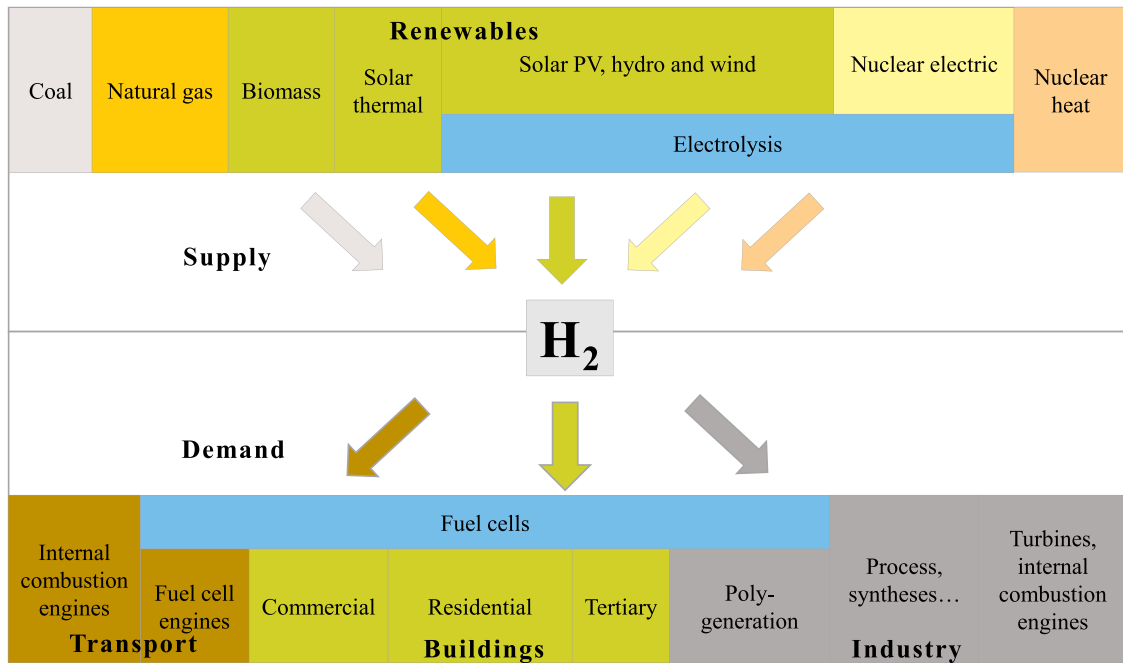 Renewables
Coal
Natural gas
Biomass
Solar
thermal
Solar PV, hydro and wind
Nuclear electric
Nuclear
heat
Electrolysis
Supply
H₂
Demand
Fuel cells
Internal
combustion
engines
Fuel cell
engines
Commercial
Residential
Tertiary
Poly-
generation
Process,
syntheses…
Turbines,
internal
combustion
engines
Transport
Buildings
Industry